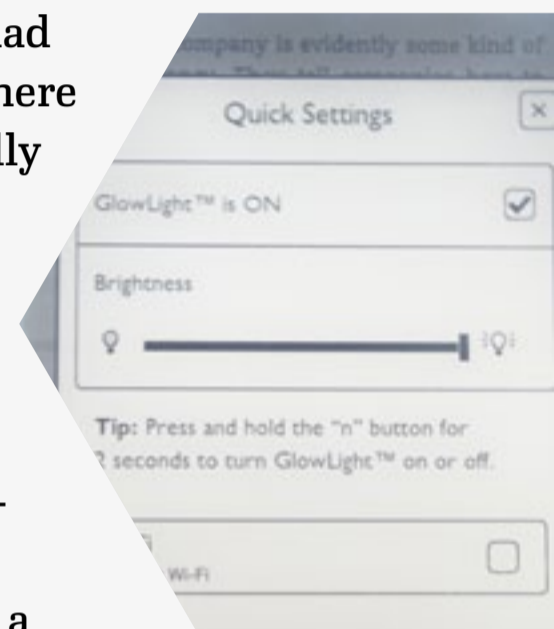 ad
here
lly
ompany is evidently some kind of
Quick Settings
GlowLight™ is ON
Brightness
Tip: Press and hold the "n" button for
2 seconds to turn GlowLight™ on or off.
Wi-Fi
a